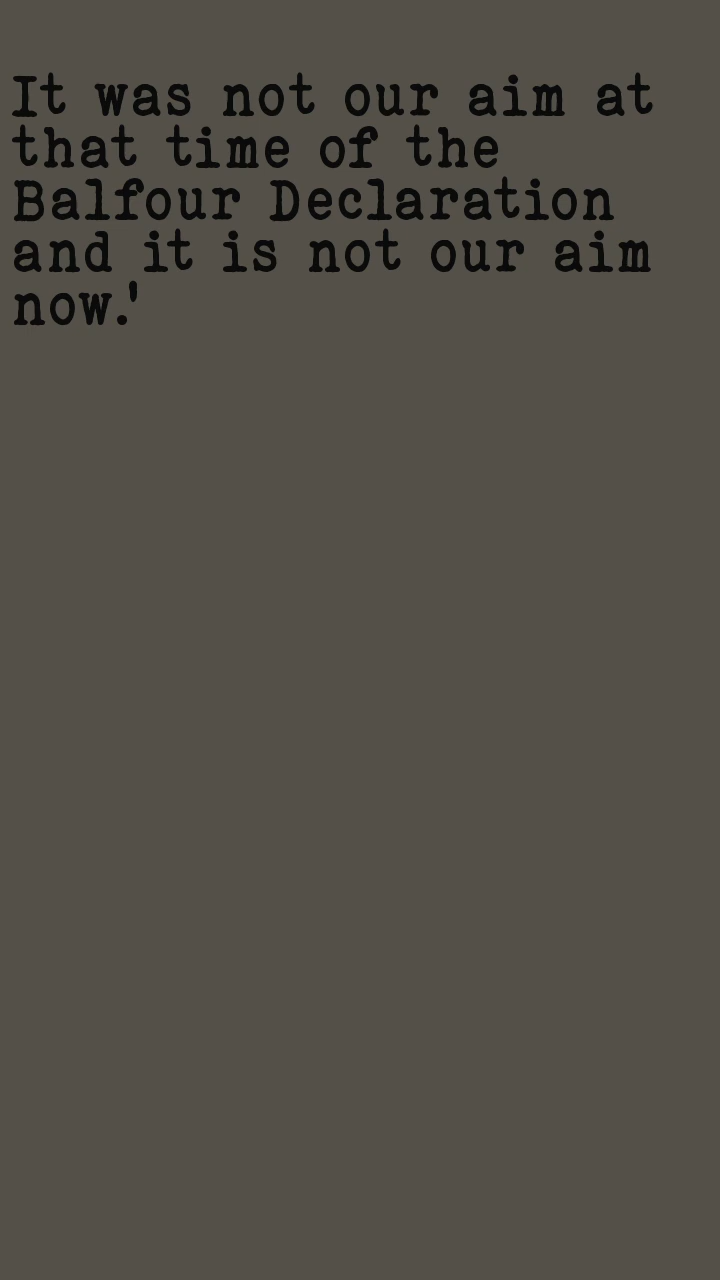 It was not our aim at
that time of the
Balfour Declaration
and it is not our aim
now.'